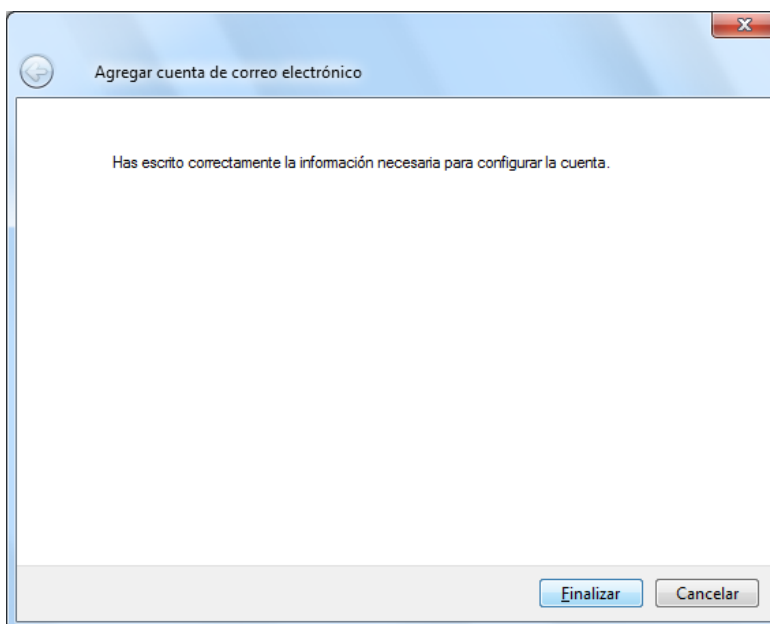 Agregar cuenta de correo electrónico
Has escrito correctamente la información necesaria para configurar la cuenta.
Finalizar
Cancelar